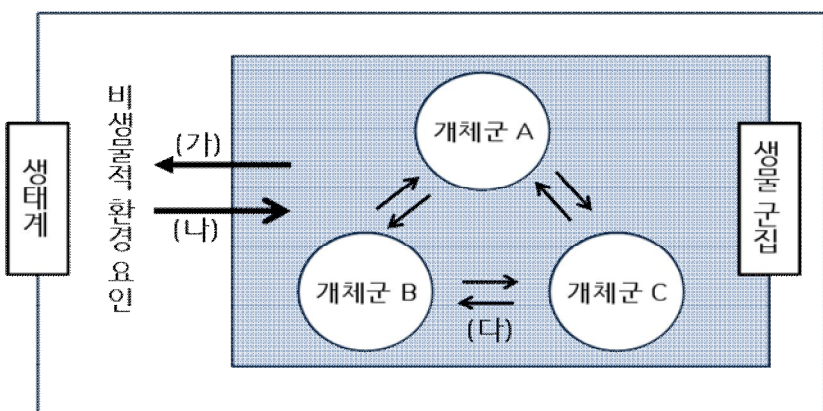 생태계
비생물적 환경 요인
(가)
(나)
개체군 A
개체군 B
개체군 C
(다)
생물 군집